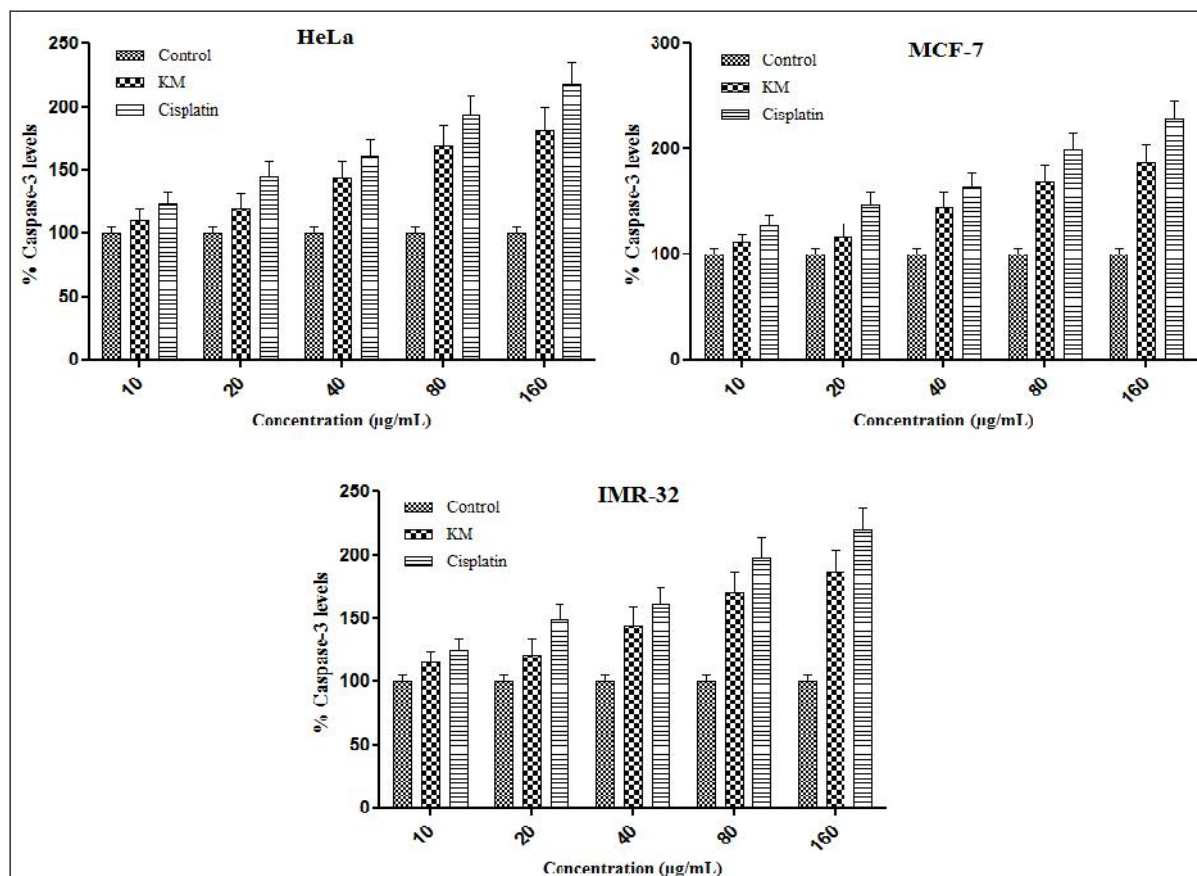 HeLa
Control
KM
Cisplatin
% Caspase-3 levels
250
200
150
100
50
0
10 20 40 80 160
Concentration (µg/mL)
MCF-7
Control
KM
Cisplatin
% Caspase-3 levels
300
200
100
0
10 20 40 80 160
Concentration (µg/mL)
IMR-32
Control
KM
Cisplatin
% Caspase-3 levels
250
200
150
100
50
0
10 20 40 80 160
Concentration (µg/mL)